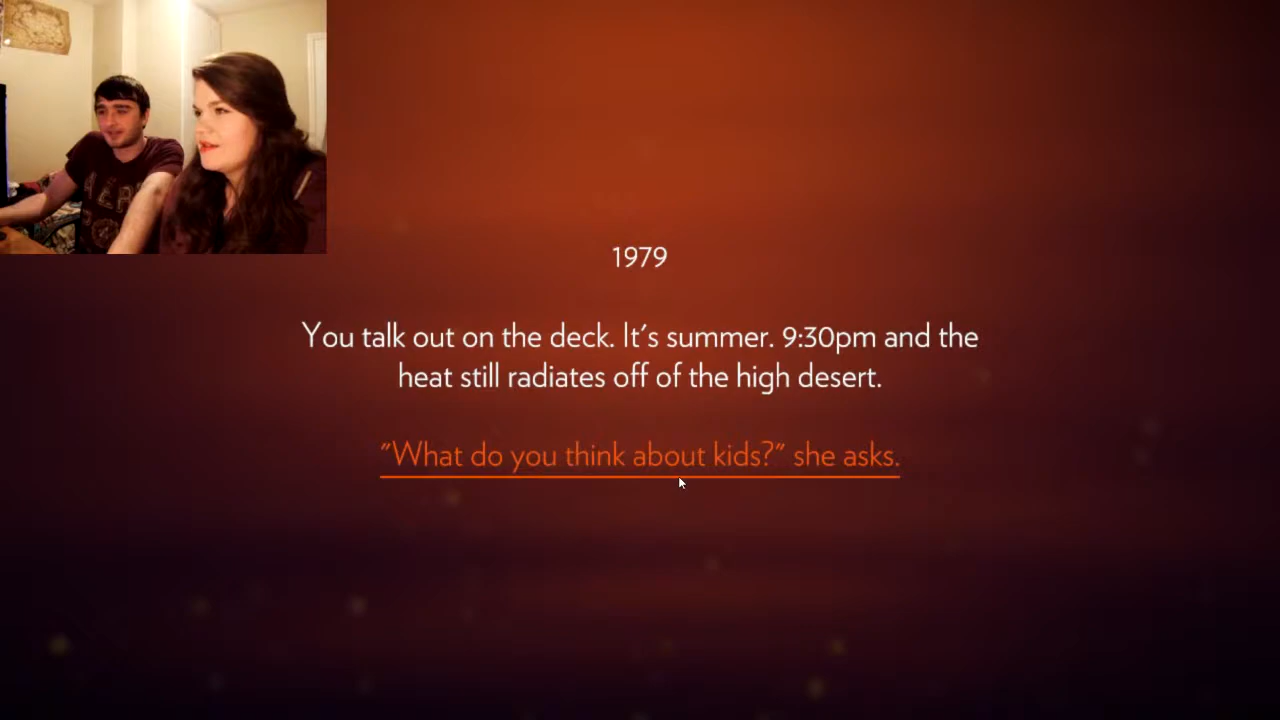 1979
You talk out on the deck. It's summer. 9:30pm and the
heat still radiates off of the high desert.
"What do you think about kids?" she asks.